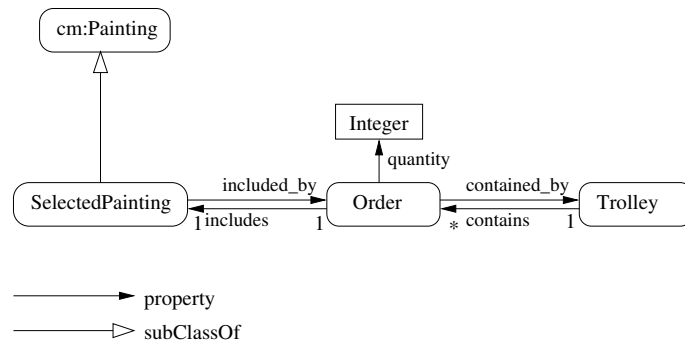 cm:Painting
Integer
quantity
included_by
contained_by
SelectedPainting
Order
Trolley
1 includes 1
* contains 1
property
subClassOf